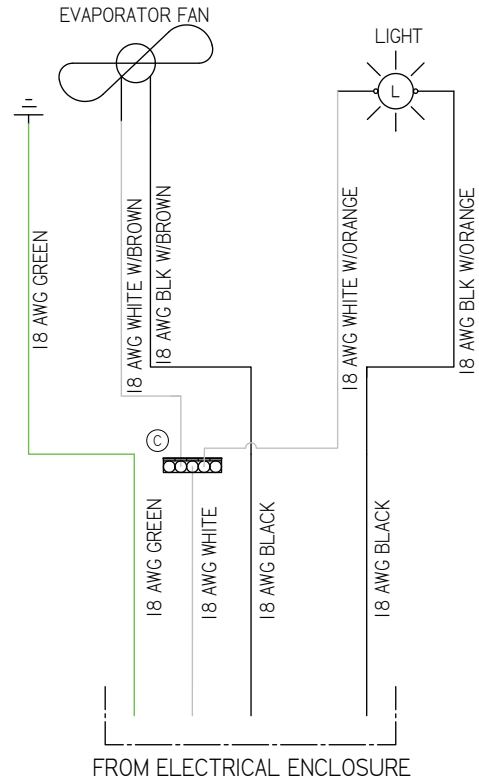 EVAPORATOR FAN
LIGHT
L
18 AWG GREEN
18 AWG WHITE W/BROWN
18 AWG BLK W/BROWN
18 AWG WHITE W/ORANGE
18 AWG BLK W/ORANGE
C
18 AWG GREEN
18 AWG WHITE
18 AWG BLACK
18 AWG BLACK
FROM ELECTRICAL ENCLOSURE